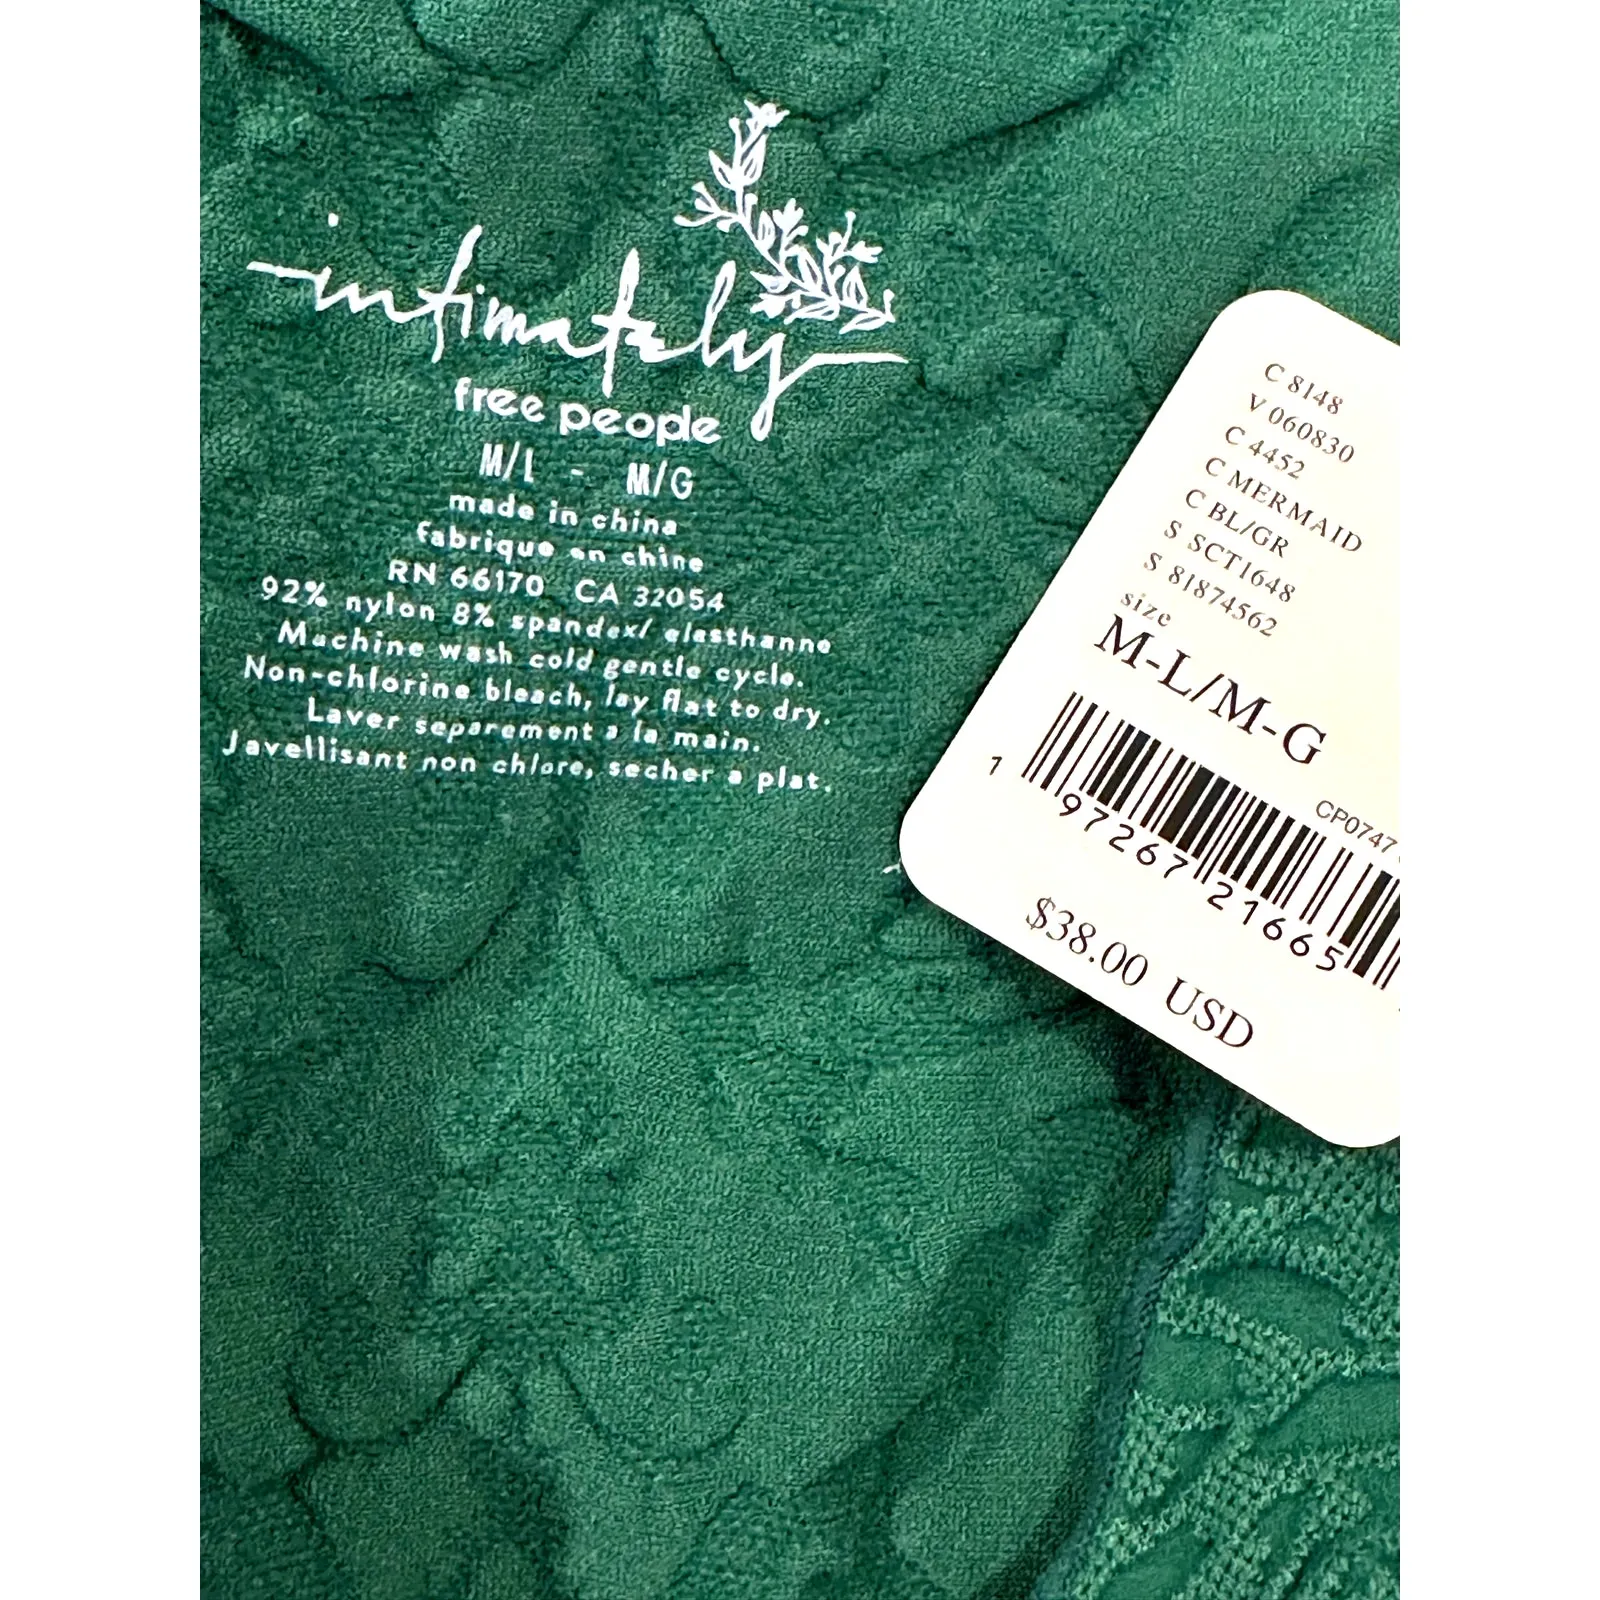 intimately
free people
M/L - M/G
made in china
fabrique en chine
RN 66170 CA 32054
92% nylon 8% spandex/ elasthanne
Machine wash cold gentle cycle.
Non-chlorine bleach, lay flat to dry.
Laver separement a la main.
Javellisant non chlore, secher a plat.
C 8148
V 060830
C 4452
C MERMAID
C BL/GR
S SCT1648
S 81874562
size
M-L/M-G
CP0747
1 97267 21665
$38.00 USD